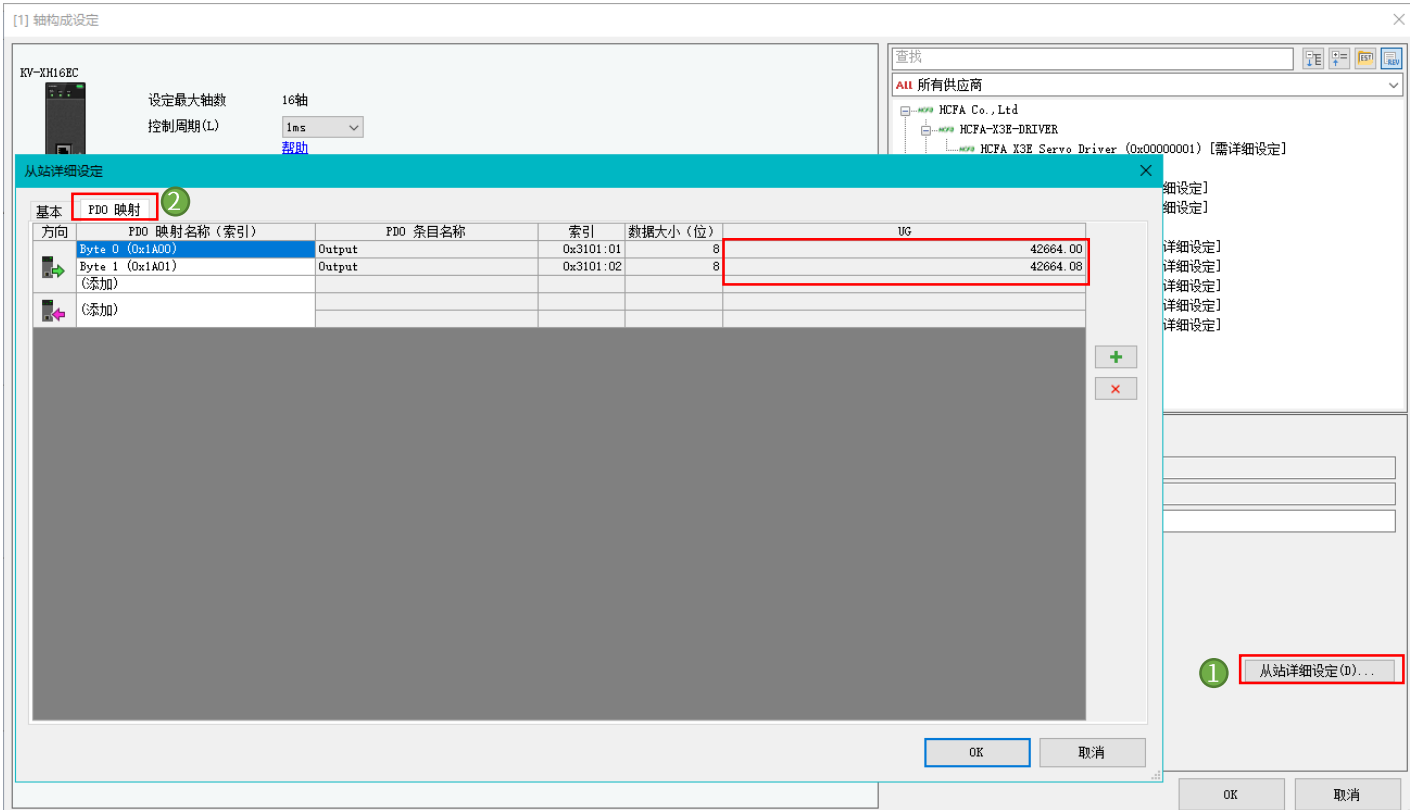 [1] 轴构成设定
KV-XH16EC
设定最大轴数 16轴
控制周期(L) 1ms
帮助
查找
EST
REV
All 所有供应商
HCFA Co.,Ltd
HCFA-X3E-DRIVER
HCFA X3E Servo Driver (0x00000001) [需详细设定]
细设定]
细设定]
详细设定]
详细设定]
详细设定]
详细设定]
详细设定]
从站详细设定
基本 PDO 映射 2
方向 PDO 映射名称(索引) PDO 条目名称 索引 数据大小(位) UG
Byte 0 (0x1A00) Output 0x3101:01 8 42664.00
Byte 1 (0x1A01) Output 0x3101:02 8 42664.08
(添加)
(添加)
1 从站详细设定(D)...
OK 取消
OK 取消